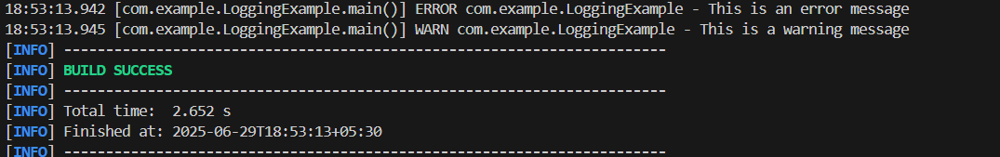 18:53:13.942 [com.example.LoggingExample.main()] ERROR com.example.LoggingExample - This is an error message
18:53:13.945 [com.example.LoggingExample.main()] WARN com.example.LoggingExample - This is a warning message
[INFO] ------------------------------------------------------------------------
[INFO] BUILD SUCCESS
[INFO] ------------------------------------------------------------------------
[INFO] Total time:  2.652 s
[INFO] Finished at: 2025-06-29T18:53:13+05:30
[INFO] ------------------------------------------------------------------------